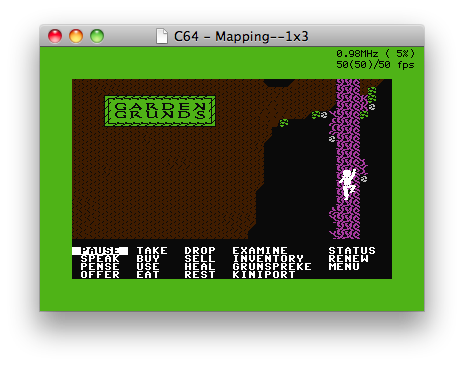 C64 - Mapping--1x3
0.98MHz ( 5%)
50(50)/50 fps
GARDEN
GRUNDS
PAUSE TAKE DROP EXAMINE STATUS
SPEAK BUY SELL INVENTORY RENEW
PENSE USE HEAL GRUNSPREKE MENU
OFFER EAT REST KINIPORT